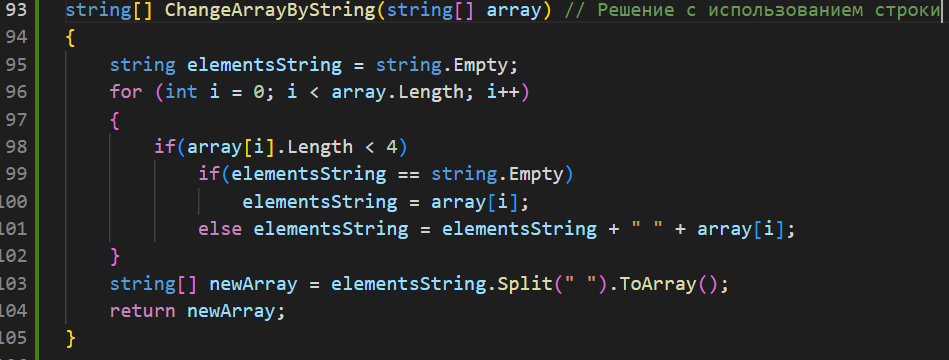 93 string[] ChangeArrayByString(string[] array) // Решение с использованием строки
94 {
95 string elementsString = string.Empty;
96 for (int i = 0; i < array.Length; i++)
97 {
98 if(array[i].Length < 4)
99 if(elementsString == string.Empty)
100 elementsString = array[i];
101 else elementsString = elementsString + " " + array[i];
102 }
103 string[] newArray = elementsString.Split(" ").ToArray();
104 return newArray;
105 }